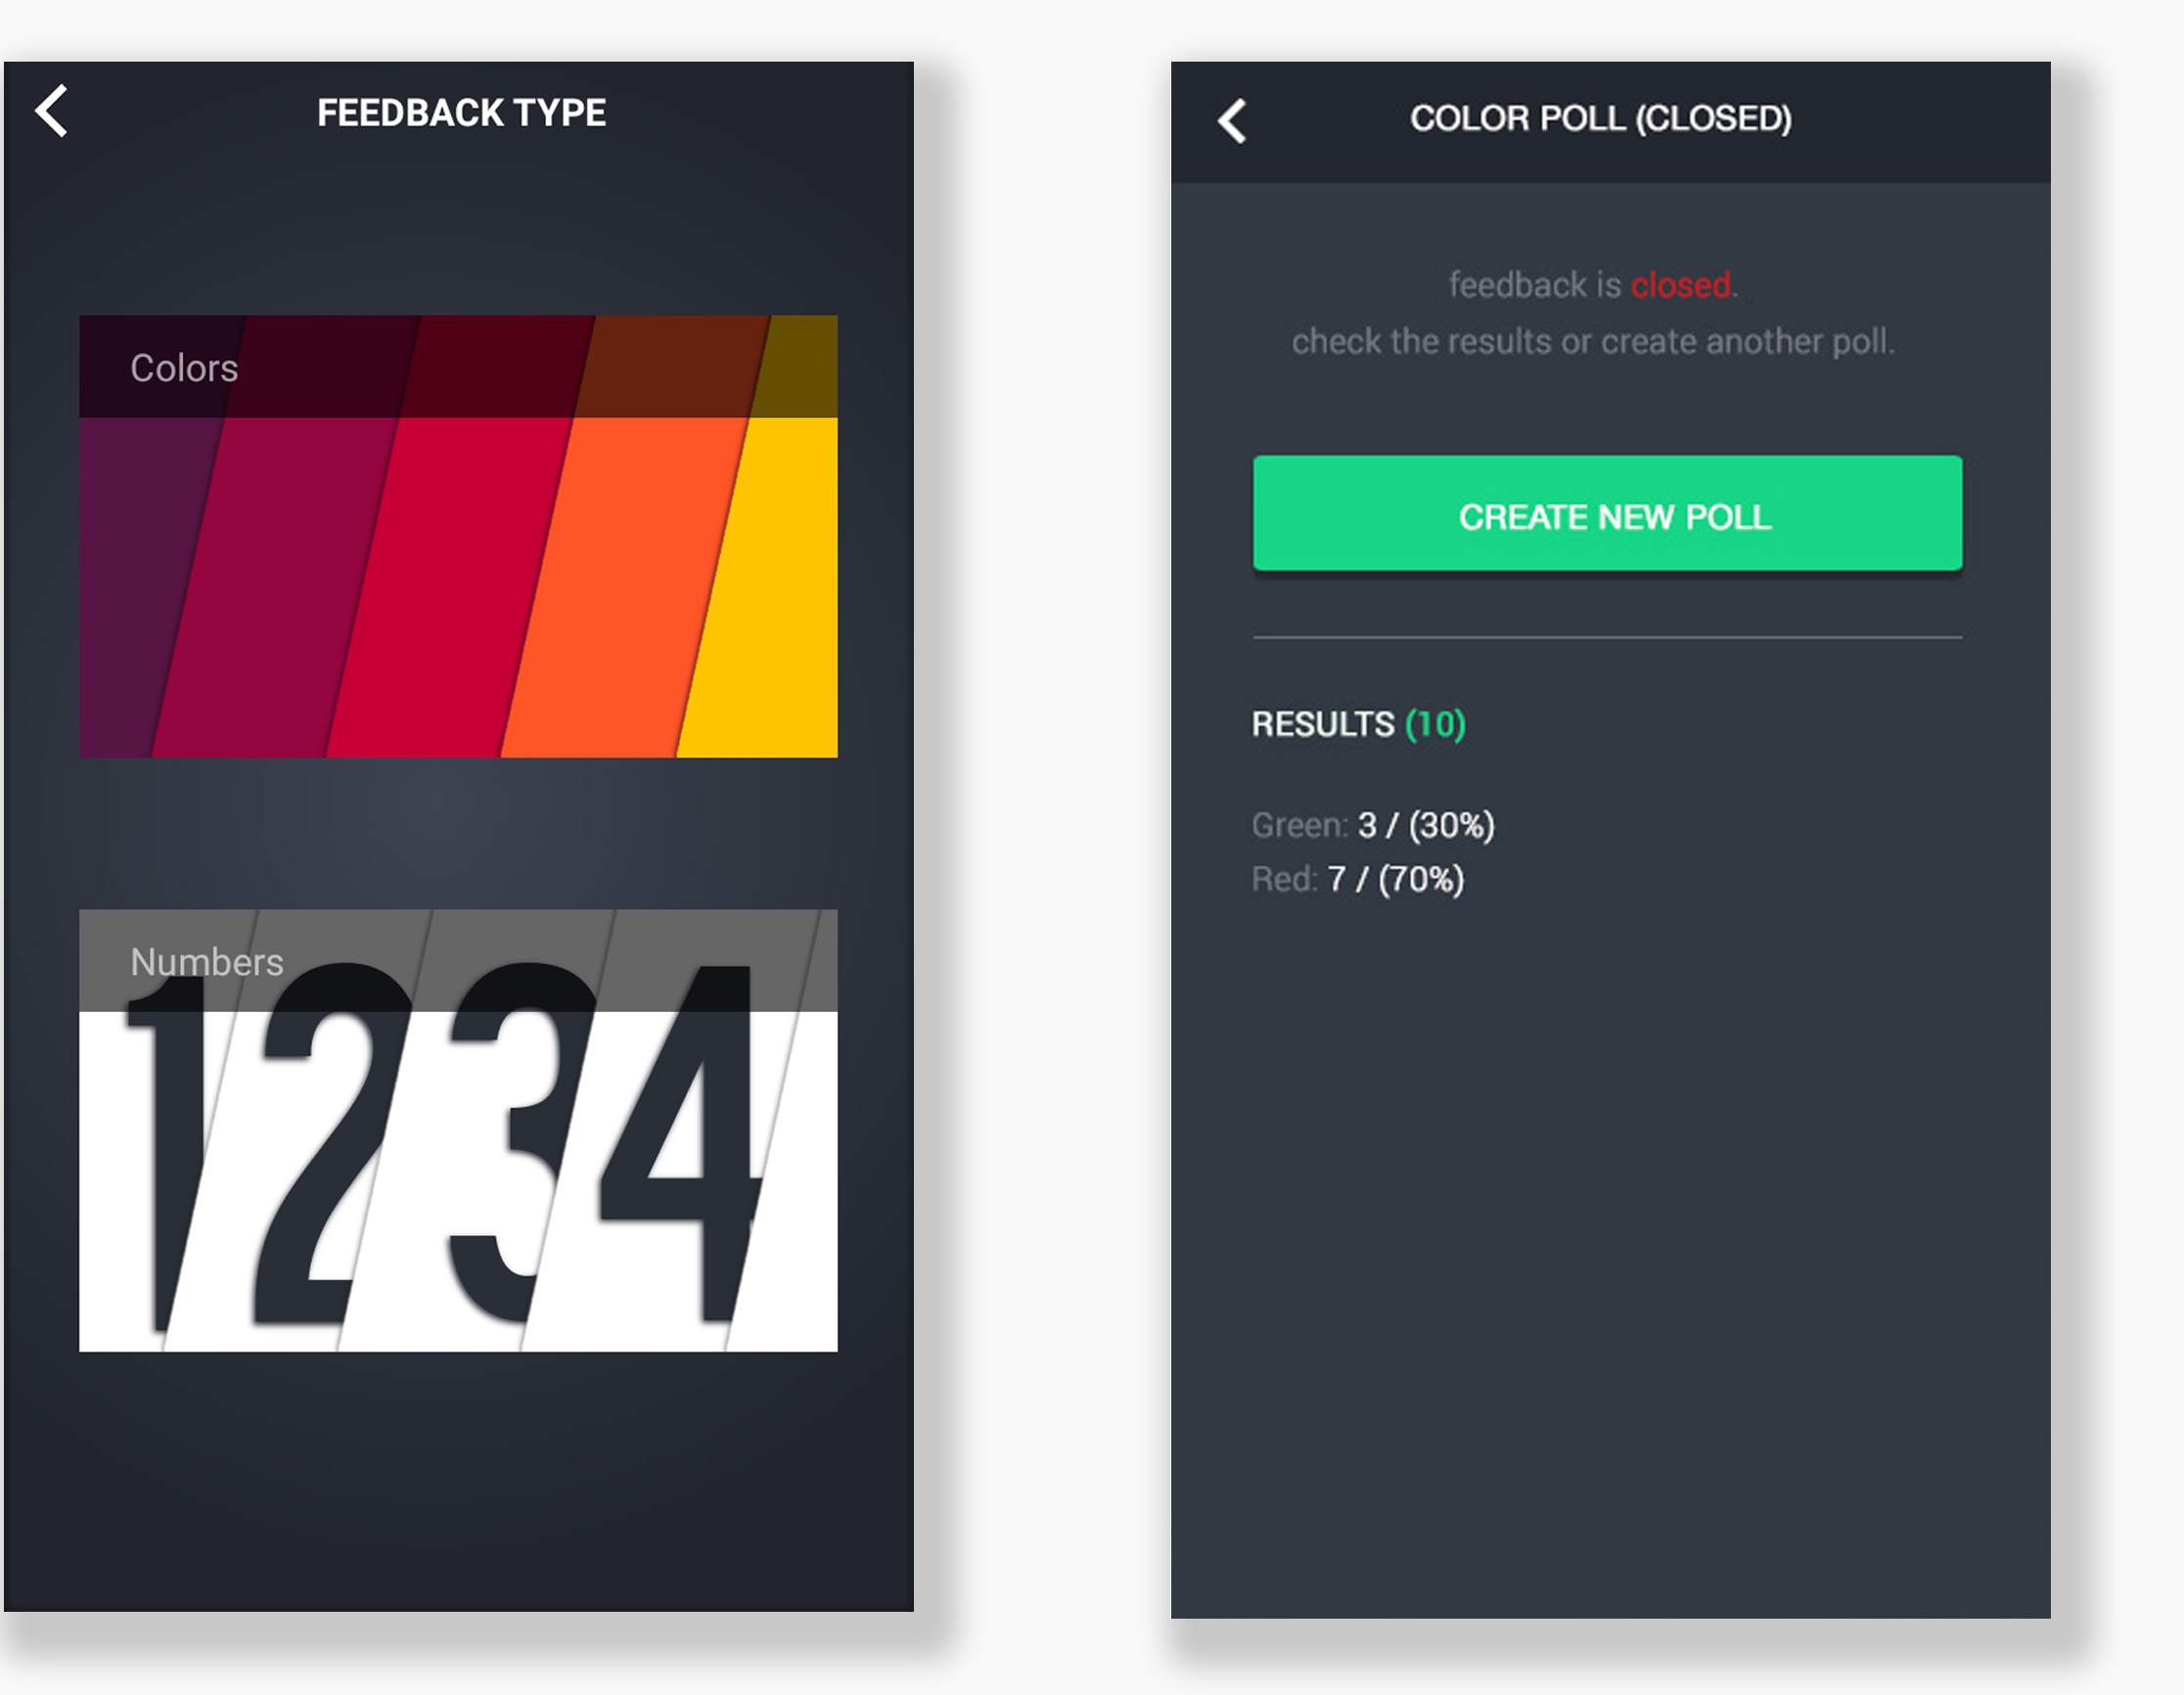 FEEDBACK TYPE
Colors
Numbers
1234
COLOR POLL (CLOSED)
feedback is closed.
check the results or create another poll.
CREATE NEW POLL
RESULTS (10)
Green: 3 / (30%)
Red: 7 / (70%)